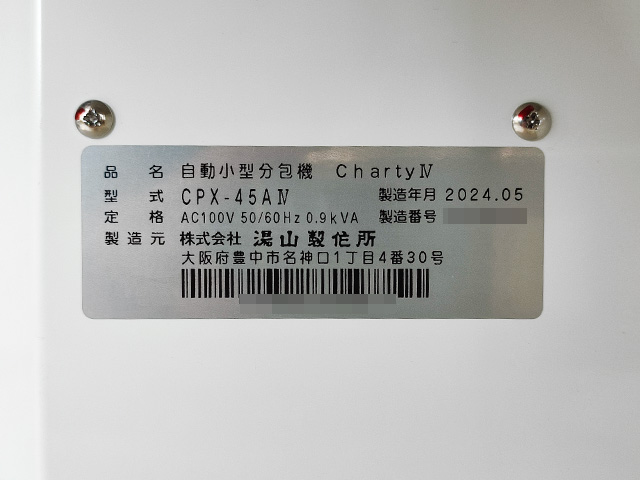 品名 自動小型分包機 Charty Ⅳ
型式 CPX-45AⅣ 製造年月 2024.05
定格 AC100V 50/60Hz 0.9kVA 製造番号
製造元 株式会社 湯山製作所
大阪府豊中市名神口1丁目4番30号